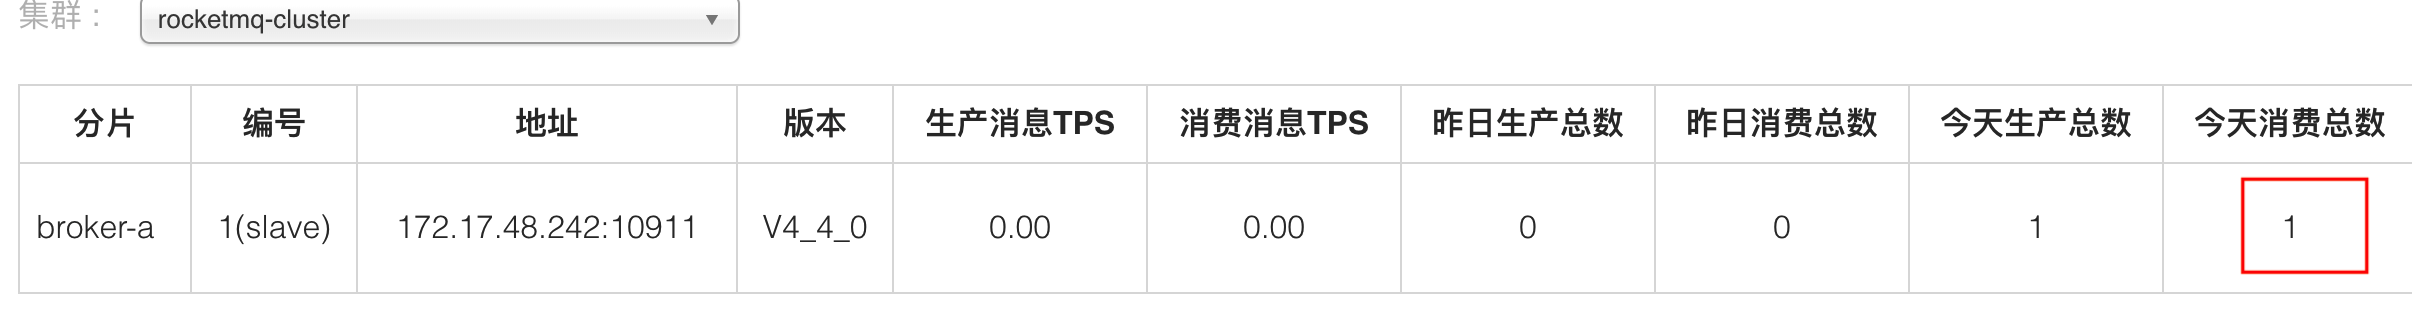 集群： rocketmq-cluster
分片 编号 地址 版本 生产消息TPS 消费消息TPS 昨日生产总数 昨日消费总数 今天生产总数 今天消费总数
broker-a 1(slave) 172.17.48.242:10911 V4_4_0 0.00 0.00 0 0 1 1